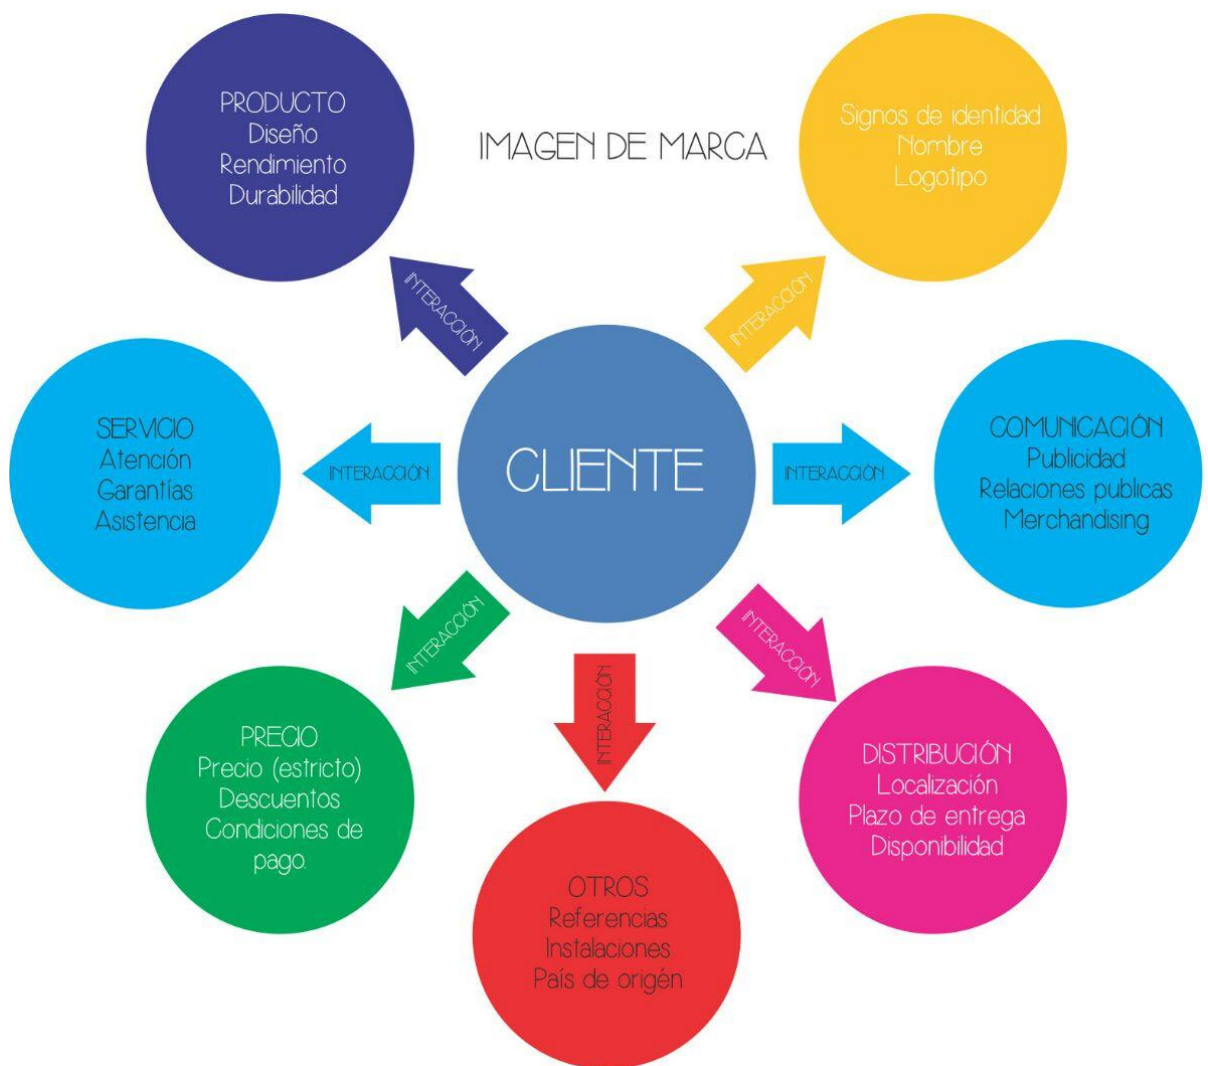 IMAGEN DE MARCA
PRODUCTO
Diseño
Rendimiento
Durabilidad
Signos de identidad
Nombre
Logotipo
INTERACCIÓN
INTERACCIÓN
SERVICIO
Atención
Garantías
Asistencia
INTERACCIÓN
CLIENTE
INTERACCIÓN
COMUNICACIÓN
Publicidad
Relaciones publicas
Merchandising
INTERACCIÓN
INTERACCIÓN
INTERACCIÓN
PRECIO
Precio (estricto)
Descuentos
Condiciones de
pago.
DISTRIBUCIÓN
Localización
Plazo de entrega
Disponibilidad
OTROS
Referencias
Instalaciones
País de origén